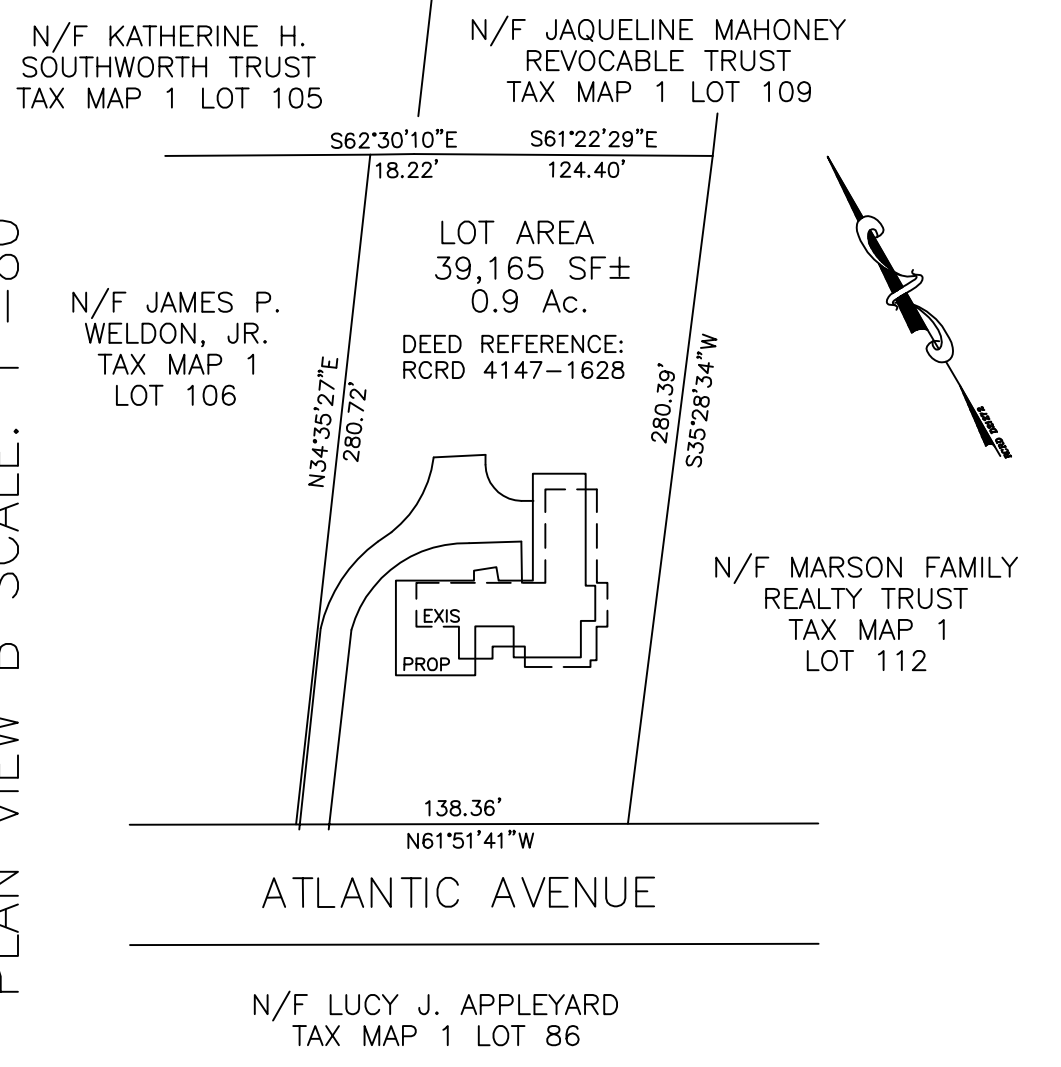 N/F KATHERINE H.
SOUTHWORTH TRUST
TAX MAP 1 LOT 105
N/F JAQUELINE MAHONEY
REVOCABLE TRUST
TAX MAP 1 LOT 109
S62°30'10"E
18.22'
S61°22'29"E
124.40'
LOT AREA
39,165 SF±
0.9 Ac.
DEED REFERENCE:
RCRD 4147-1628
N/F JAMES P.
WELDON, JR.
TAX MAP 1
LOT 106
N34°35'27"E
280.72'
280.39'
S35°28'34"W
N/F MARSON FAMILY
REALTY TRUST
TAX MAP 1
LOT 112
EXIS
PROP
138.36'
N61°51'41"W
ATLANTIC AVENUE
N/F LUCY J. APPLEYARD
TAX MAP 1 LOT 86
PLAN VIEW B SCALE: